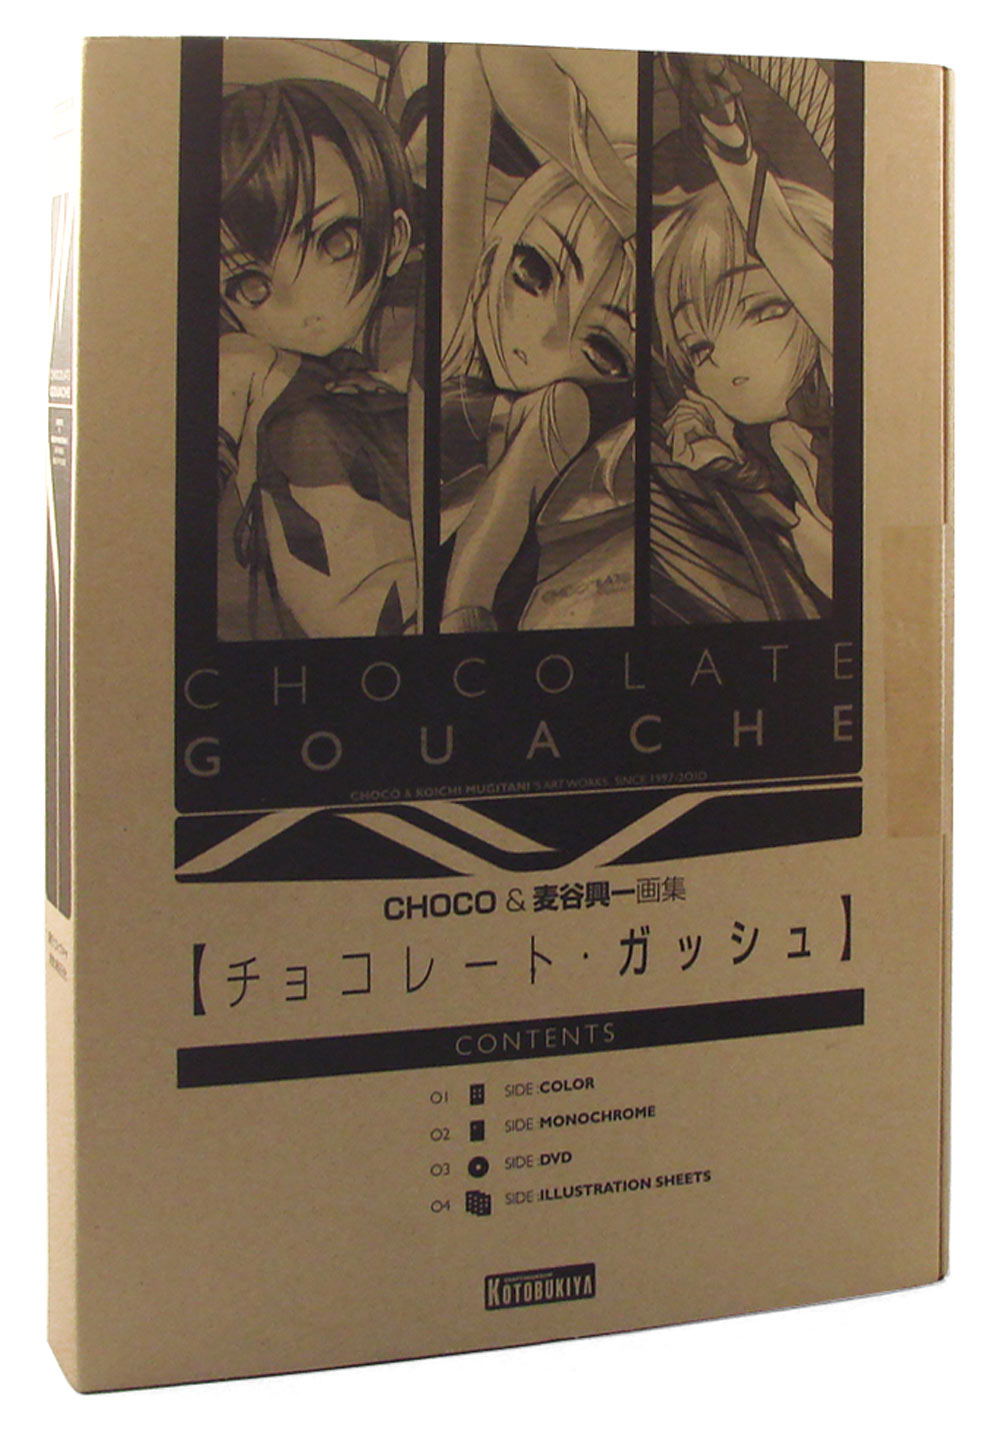 CHOCOLATE
GOUACHE
CHOCO & KOICHI MUGITANI'S ART WORKS. SINCE 1997-2010
CHOCO & 麦谷興一画集
【チョコレート・ガッシュ】
CONTENTS
01 SIDE:COLOR
02 SIDE:MONOCHROME
03 SIDE:DVD
04 SIDE:ILLUSTRATION SHEETS
KOTOBUKIYA